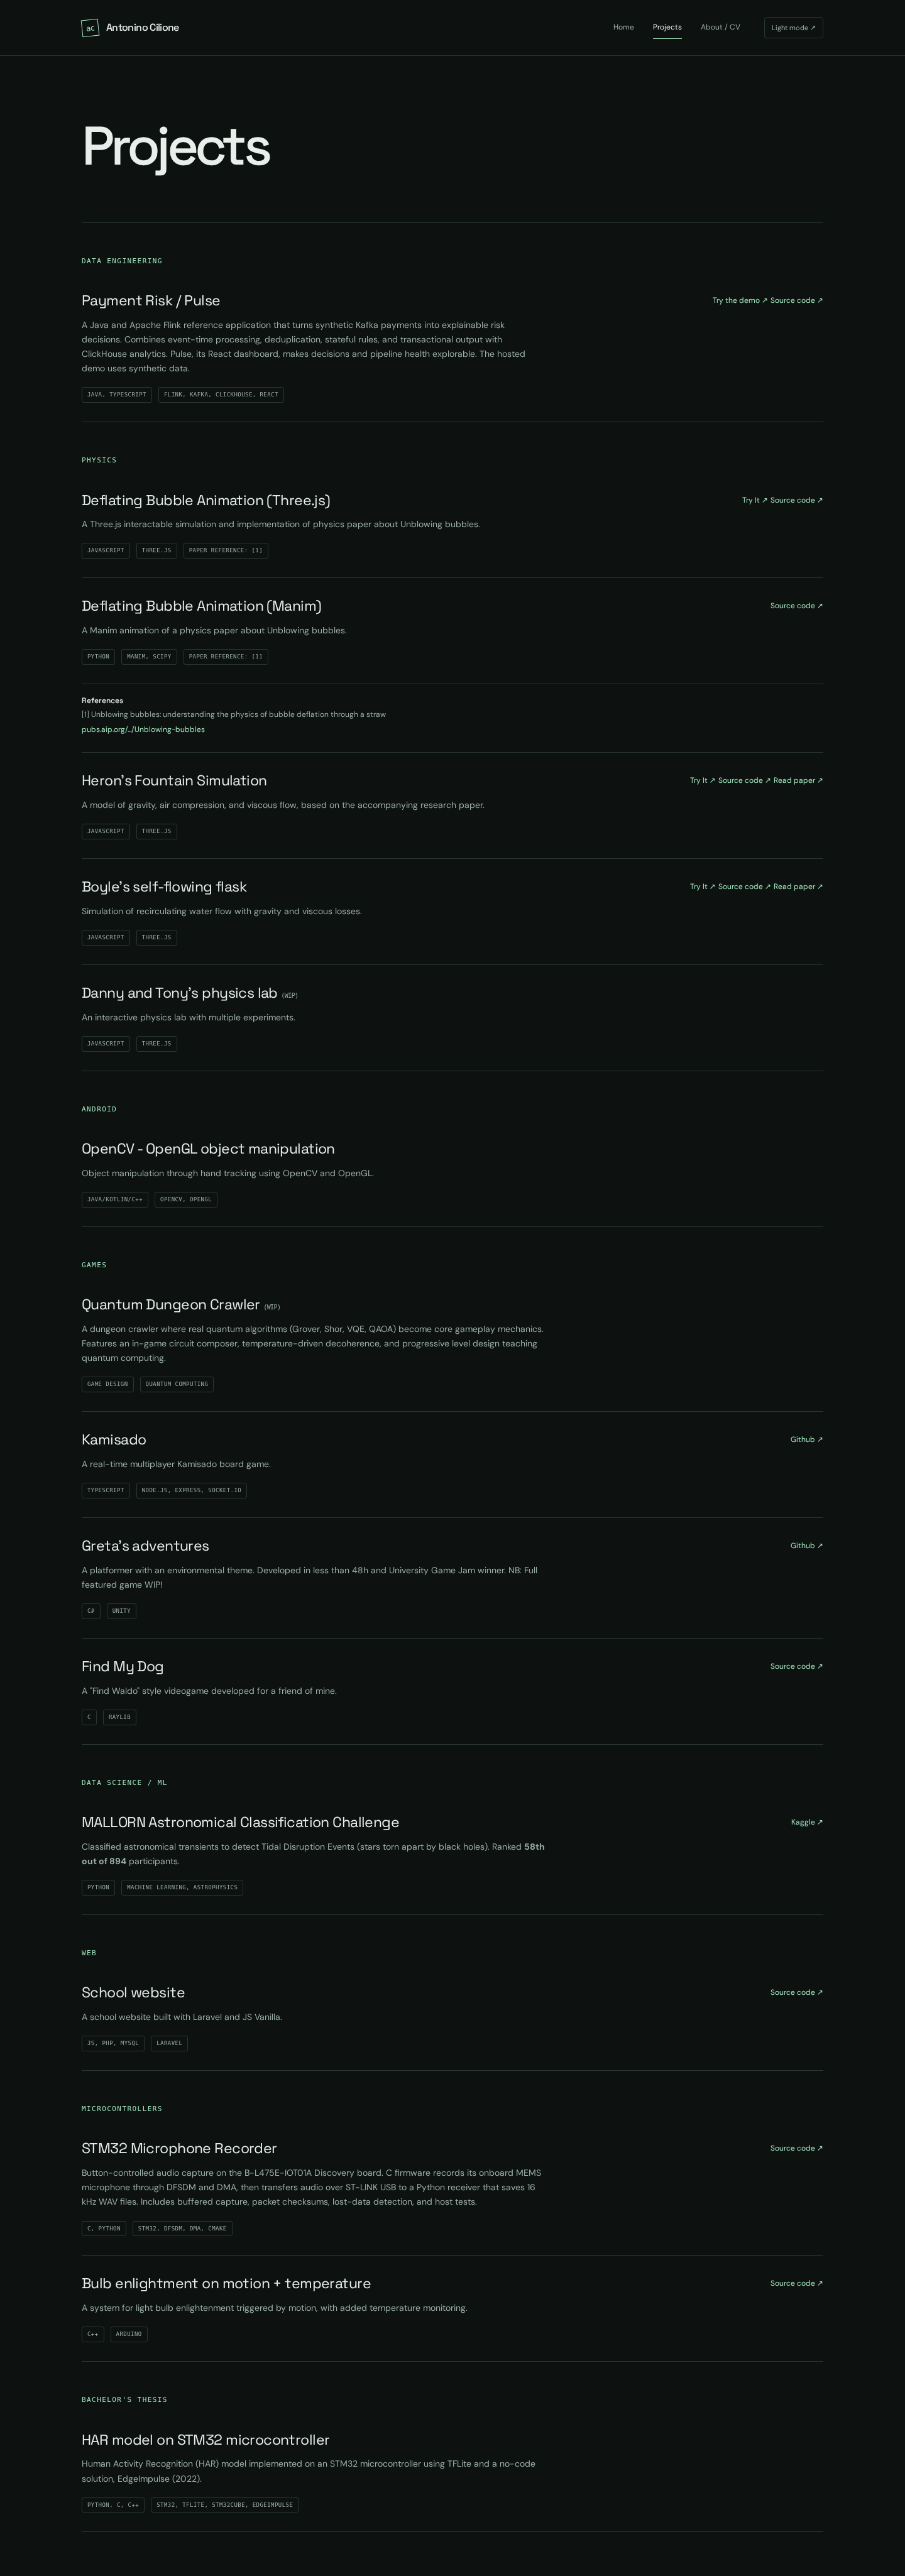 ac Antonino Cilione Home Projects About / CV Light mode ↗
Projects
DATA ENGINEERING
Payment Risk / Pulse Try the demo ↗ Source code ↗
A Java and Apache Flink reference application that turns synthetic Kafka payments into explainable risk
decisions. Combines event-time processing, deduplication, stateful rules, and transactional output with
ClickHouse analytics. Pulse, its React dashboard, makes decisions and pipeline health explorable. The hosted
demo uses synthetic data.
JAVA, TYPESCRIPT FLINK, KAFKA, CLICKHOUSE, REACT
PHYSICS
Deflating Bubble Animation (Three.js) Try It ↗ Source code ↗
A Three.js interactable simulation and implementation of physics paper about Unblowing bubbles.
JAVASCRIPT THREE.JS PAPER REFERENCE: [1]
Deflating Bubble Animation (Manim) Source code ↗
A Manim animation of a physics paper about Unblowing bubbles.
PYTHON MANIM, SCIPY PAPER REFERENCE: [1]
References
[1] Unblowing bubbles: understanding the physics of bubble deflation through a straw
pubs.aip.org/../Unblowing-bubbles
Heron's Fountain Simulation Try It ↗ Source code ↗ Read paper ↗
A model of gravity, air compression, and viscous flow, based on the accompanying research paper.
JAVASCRIPT THREE.JS
Boyle's self-flowing flask Try It ↗ Source code ↗ Read paper ↗
Simulation of recirculating water flow with gravity and viscous losses.
JAVASCRIPT THREE.JS
Danny and Tony's physics lab (WIP)
An interactive physics lab with multiple experiments.
JAVASCRIPT THREE.JS
ANDROID
OpenCV - OpenGL object manipulation
Object manipulation through hand tracking using OpenCV and OpenGL.
JAVA/KOTLIN/C++ OPENCV, OPENGL
GAMES
Quantum Dungeon Crawler (WIP)
A dungeon crawler where real quantum algorithms (Grover, Shor, VQE, QAOA) become core gameplay mechanics.
Features an in-game circuit composer, temperature-driven decoherence, and progressive level design teaching
quantum computing.
GAME DESIGN QUANTUM COMPUTING
Kamisado Github ↗
A real-time multiplayer Kamisado board game.
TYPESCRIPT NODE.JS, EXPRESS, SOCKET.IO
Greta's adventures Github ↗
A platformer with an environmental theme. Developed in less than 48h and University Game Jam winner. NB: Full
featured game WIP!
C# UNITY
Find My Dog Source code ↗
A "Find Waldo" style videogame developed for a friend of mine.
C RAYLIB
DATA SCIENCE / ML
MALLORN Astronomical Classification Challenge Kaggle ↗
Classified astronomical transients to detect Tidal Disruption Events (stars torn apart by black holes). Ranked 58th
out of 894 participants.
PYTHON MACHINE LEARNING, ASTROPHYSICS
WEB
School website Source code ↗
A school website built with Laravel and JS Vanilla.
JS, PHP, MYSQL LARAVEL
MICROCONTROLLERS
STM32 Microphone Recorder Source code ↗
Button-controlled audio capture on the B-L475E-IOT01A Discovery board. C firmware records its onboard MEMS
microphone through DFSDM and DMA, then transfers audio over ST-LINK USB to a Python receiver that saves 16
kHz WAV files. Includes buffered capture, packet checksums, lost-data detection, and host tests.
C, PYTHON STM32, DFSDM, DMA, CMAKE
Bulb enlightment on motion + temperature Source code ↗
A system for light bulb enlightenment triggered by motion, with added temperature monitoring.
C++ ARDUINO
BACHELOR'S THESIS
HAR model on STM32 microcontroller
Human Activity Recognition (HAR) model implemented on an STM32 microcontroller using TFLite and a no-code
solution, EdgeImpulse (2022).
PYTHON, C, C++ STM32, TFLITE, STM32CUBE, EDGEIMPULSE